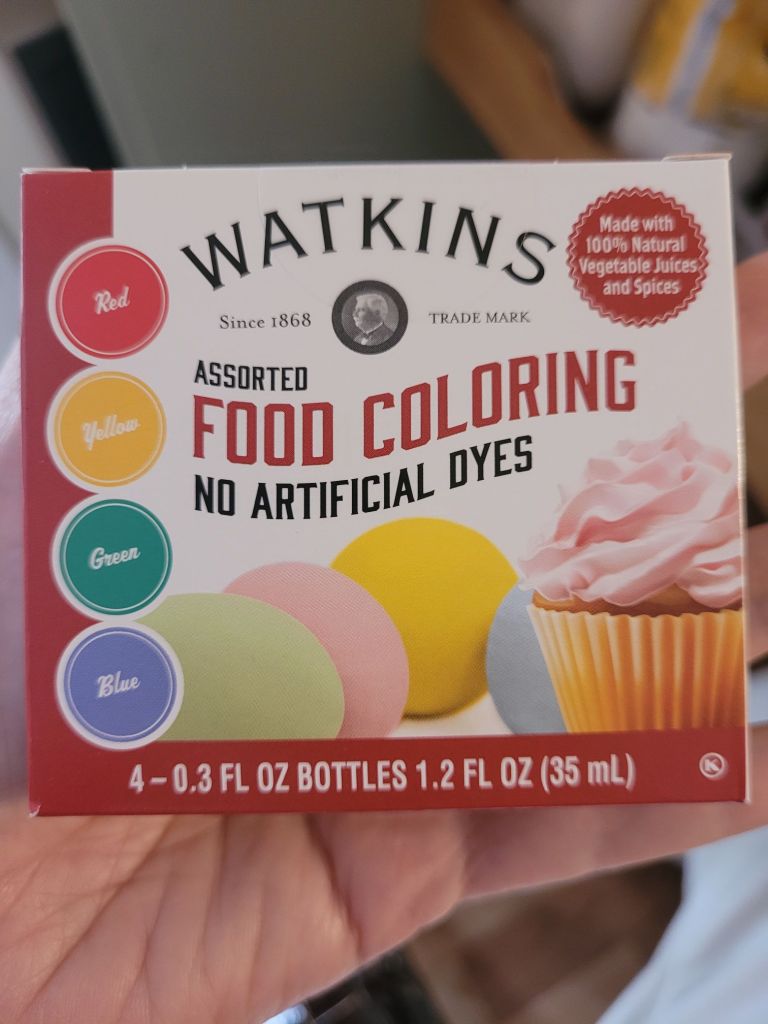 WATKINS
Since 1868
TRADE MARK
Made with
100% Natural
Vegetable Juices
and Spices
ASSORTED
FOOD COLORING
NO ARTIFICIAL DYES
Red
Yellow
Green
Blue
4–0.3 FL OZ BOTTLES 1.2 FL OZ (35 mL)
K